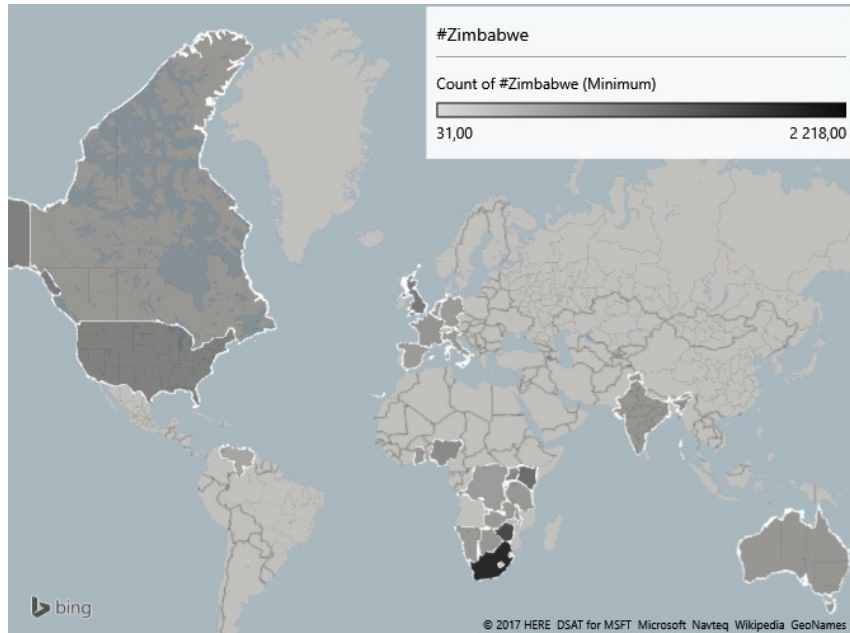 #Zimbabwe
Count of #Zimbabwe (Minimum)
31,00 2 218,00
bing
© 2017 HERE DSAT for MSFT Microsoft Navteq Wikipedia GeoNames